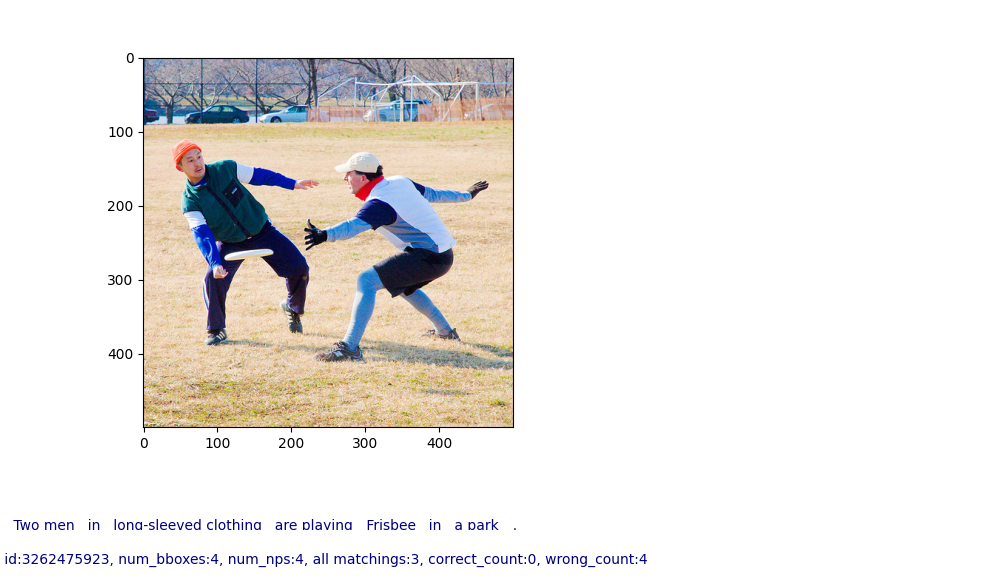 0
100
200
300
400
0 100 200 300 400
Two men in long-sleeved clothing are playing Frisbee in a park .
id:3262475923, num_bboxes:4, num_nps:4, all matchings:3, correct_count:0, wrong_count:4